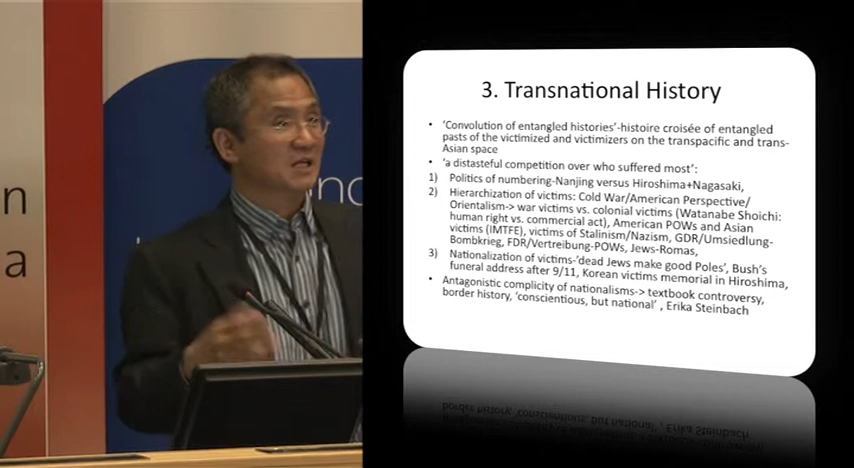 n
a
nd
3. Transnational History
• 'Convolution of entangled histories'-histoire croisée of entangled
pasts of the victimized and victimizers on the transpacific and trans-
Asian space
• 'a distasteful competition over who suffered most':
1) Politics of numbering-Nanjing versus Hiroshima+Nagasaki,
2) Hierarchization of victims: Cold War/American Perspective/
Orientalism-> war victims vs. colonial victims (Watanabe Shoichi:
human right vs. commercial act), American POWs and Asian
victims (IMTFE), victims of Stalinism/Nazism, GDR/Umsiedlung-
Bombkrieg, FDR/Vertreibung-POWs, Jews-Romas,
3) Nationalization of victims-'dead Jews make good Poles', Bush's
funeral address after 9/11, Korean victims memorial in Hiroshima,
• Antagonistic complicity of nationalisms-> textbook controversy,
border history, 'conscientious, but national' , Erika Steinbach